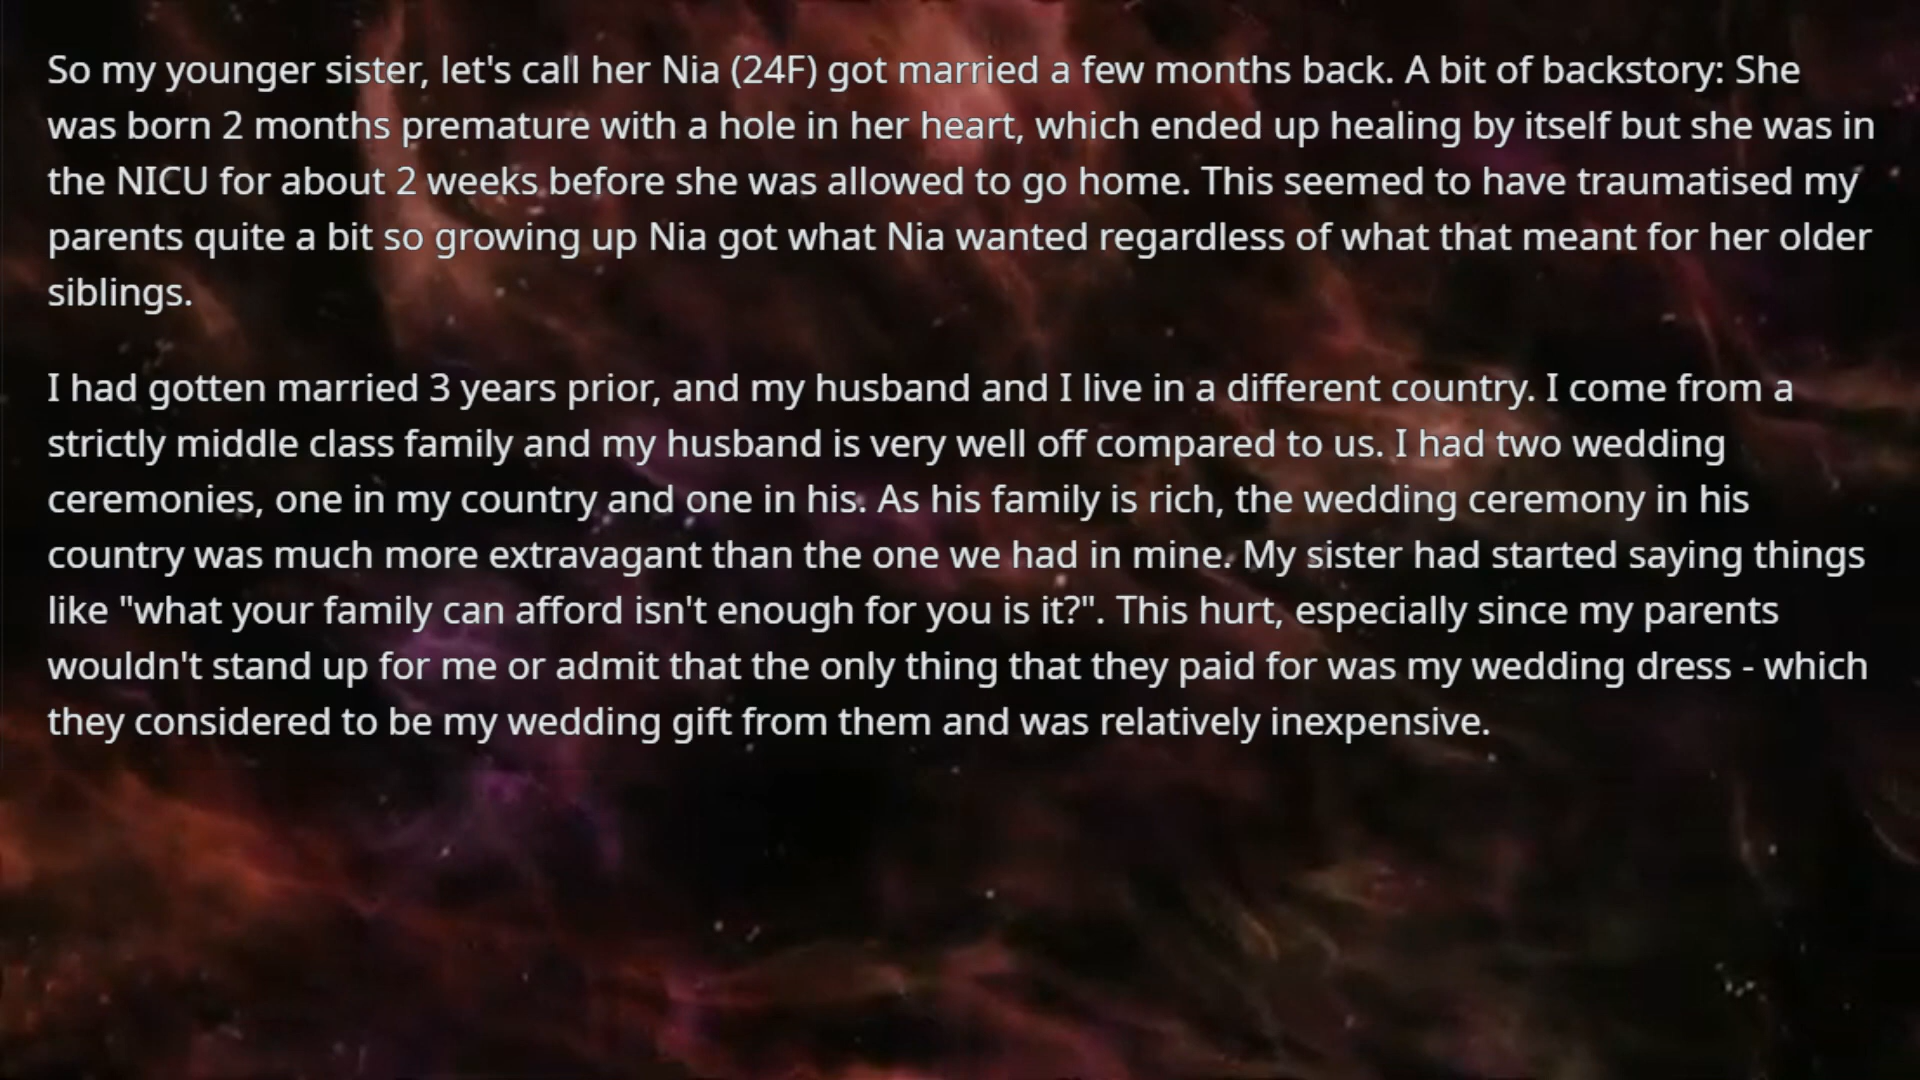 So my younger sister, let's call her Nia (24F) got married a few months back. A bit of backstory: She
was born 2 months premature with a hole in her heart, which ended up healing by itself but she was in
the NICU for about 2 weeks before she was allowed to go home. This seemed to have traumatised my
parents quite a bit so growing up Nia got what Nia wanted regardless of what that meant for her older
siblings.
I had gotten married 3 years prior, and my husband and I live in a different country. I come from a
strictly middle class family and my husband is very well off compared to us. I had two wedding
ceremonies, one in my country and one in his. As his family is rich, the wedding ceremony in his
country was much more extravagant than the one we had in mine. My sister had started saying things
like "what your family can afford isn't enough for you is it?". This hurt, especially since my parents
wouldn't stand up for me or admit that the only thing that they paid for was my wedding dress - which
they considered to be my wedding gift from them and was relatively inexpensive.